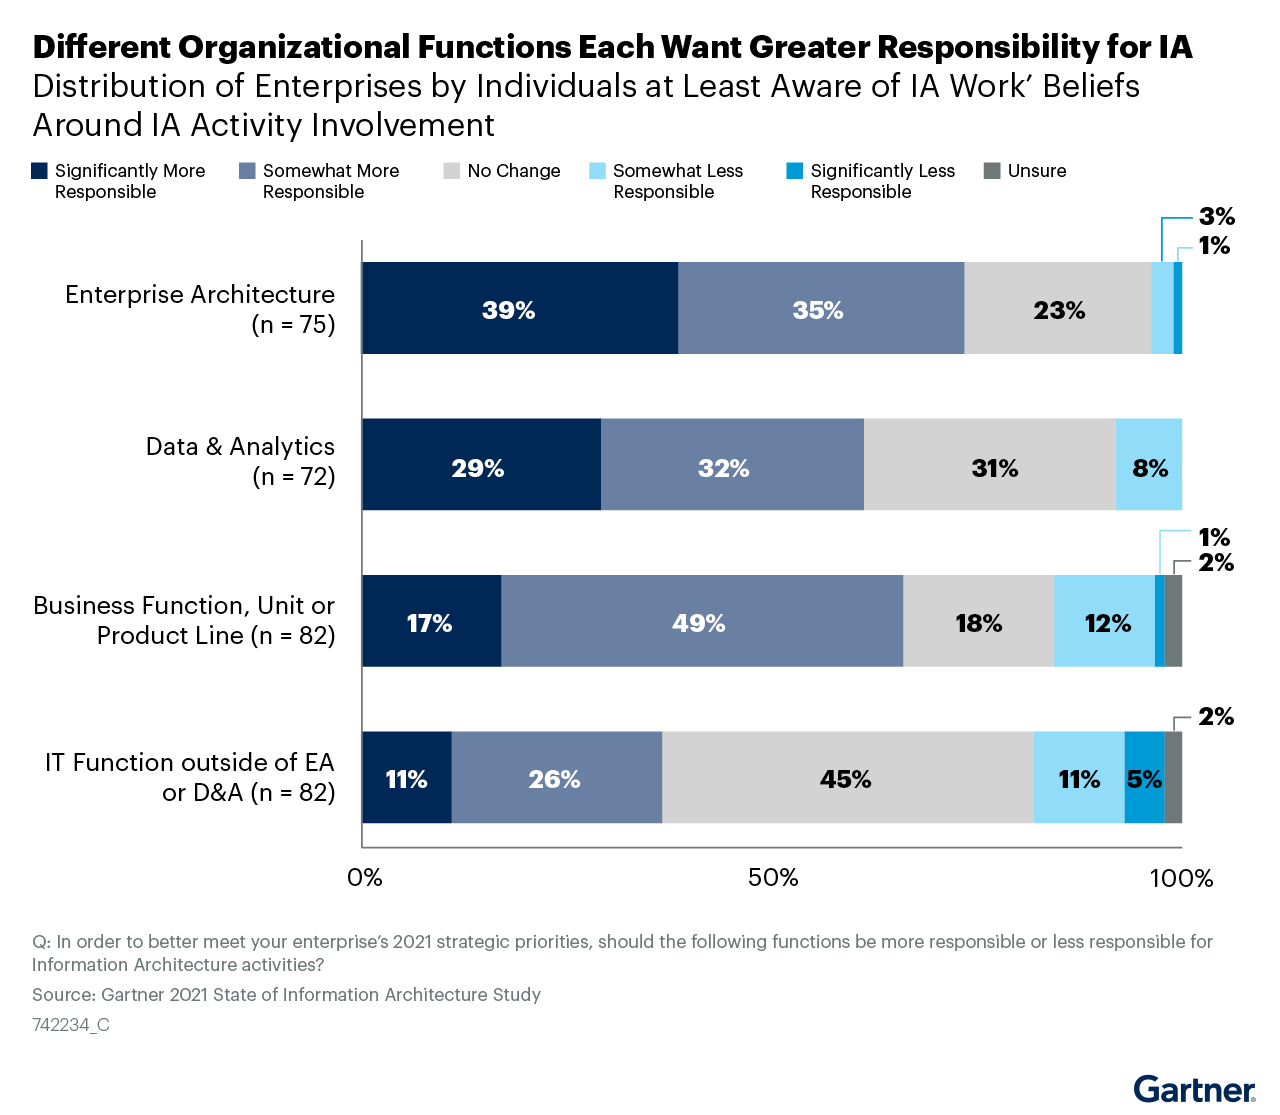 Different Organizational Functions Each Want Greater Responsibility for IA
Distribution of Enterprises by Individuals at Least Aware of IA Work’ Beliefs
Around IA Activity Involvement
Significantly More
Responsible
Somewhat More
Responsible
No Change
Somewhat Less
Responsible
Significantly Less
Responsible
Unsure
3%
1%
Enterprise Architecture
(n = 75)
39%
35%
23%
Data & Analytics
(n = 72)
29%
32%
31%
8%
1%
2%
Business Function, Unit or
Product Line (n = 82)
17%
49%
18%
12%
2%
IT Function outside of EA
or D&A (n = 82)
11%
26%
45%
11%
5%
0%
50%
100%
Q: In order to better meet your enterprise’s 2021 strategic priorities, should the following functions be more responsible or less responsible for
Information Architecture activities?
Source: Gartner 2021 State of Information Architecture Study
742234_C
Gartner®